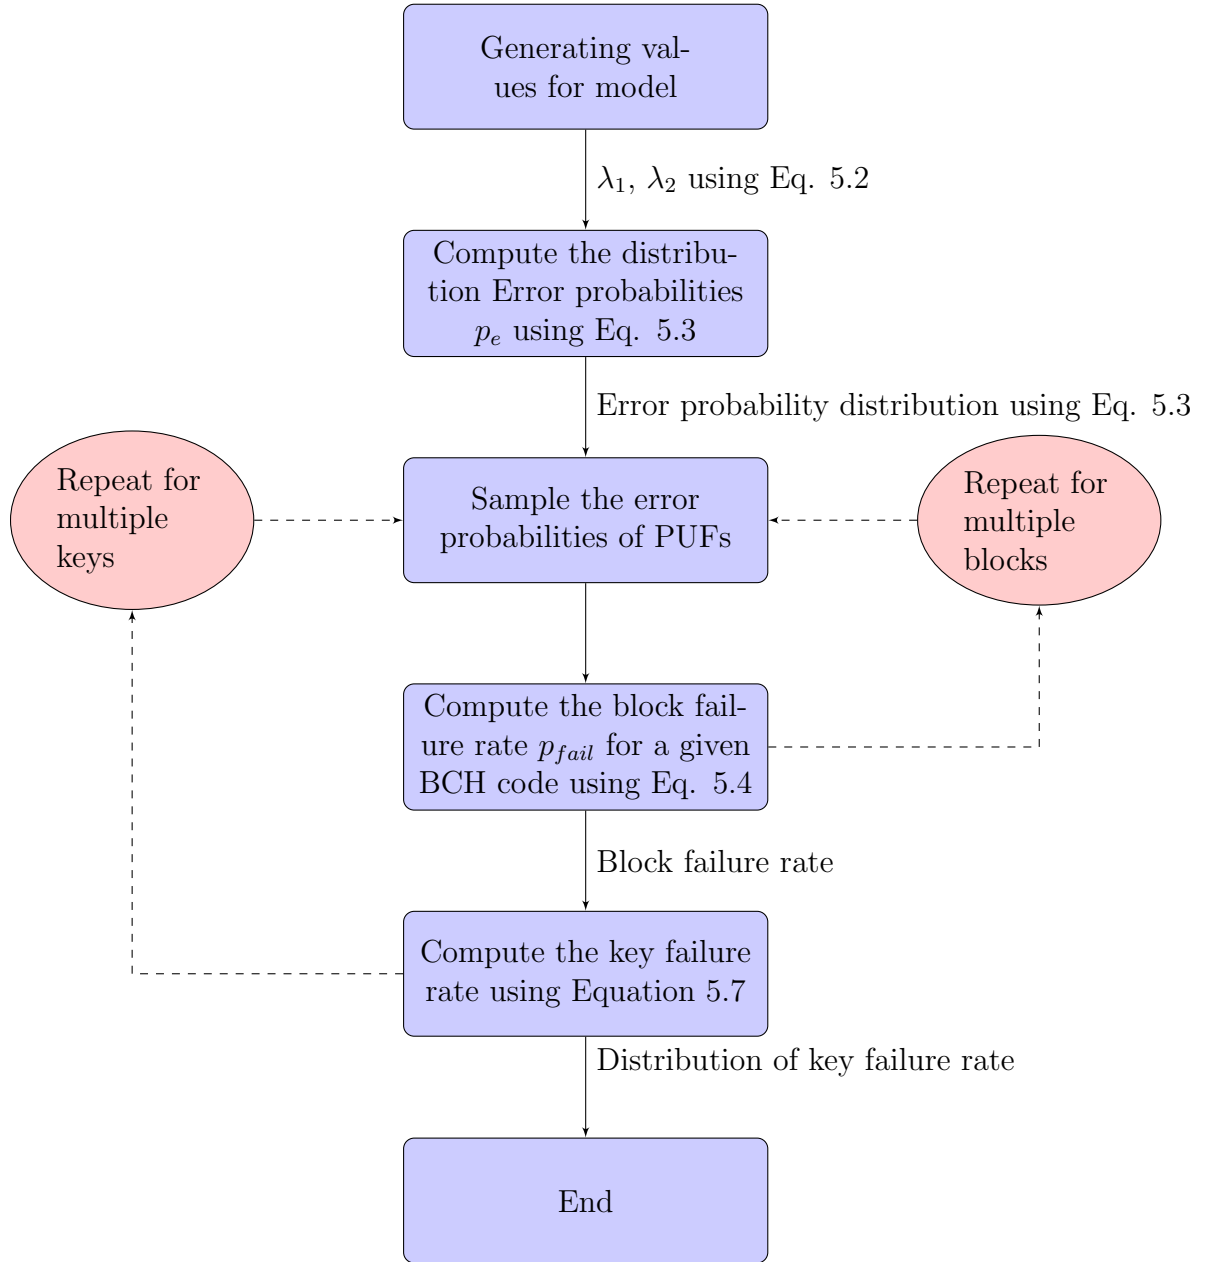 Generating val-
ues for model
λ₁, λ₂ using Eq. 5.2
Compute the distribu-
tion Error probabilities
pₑ using Eq. 5.3
Error probability distribution using Eq. 5.3
Repeat for
multiple
keys
Sample the error
probabilities of PUFs
Repeat for
multiple
blocks
Compute the block fail-
ure rate p_{fail} for a given
BCH code using Eq. 5.4
Block failure rate
Compute the key failure
rate using Equation 5.7
Distribution of key failure rate
End